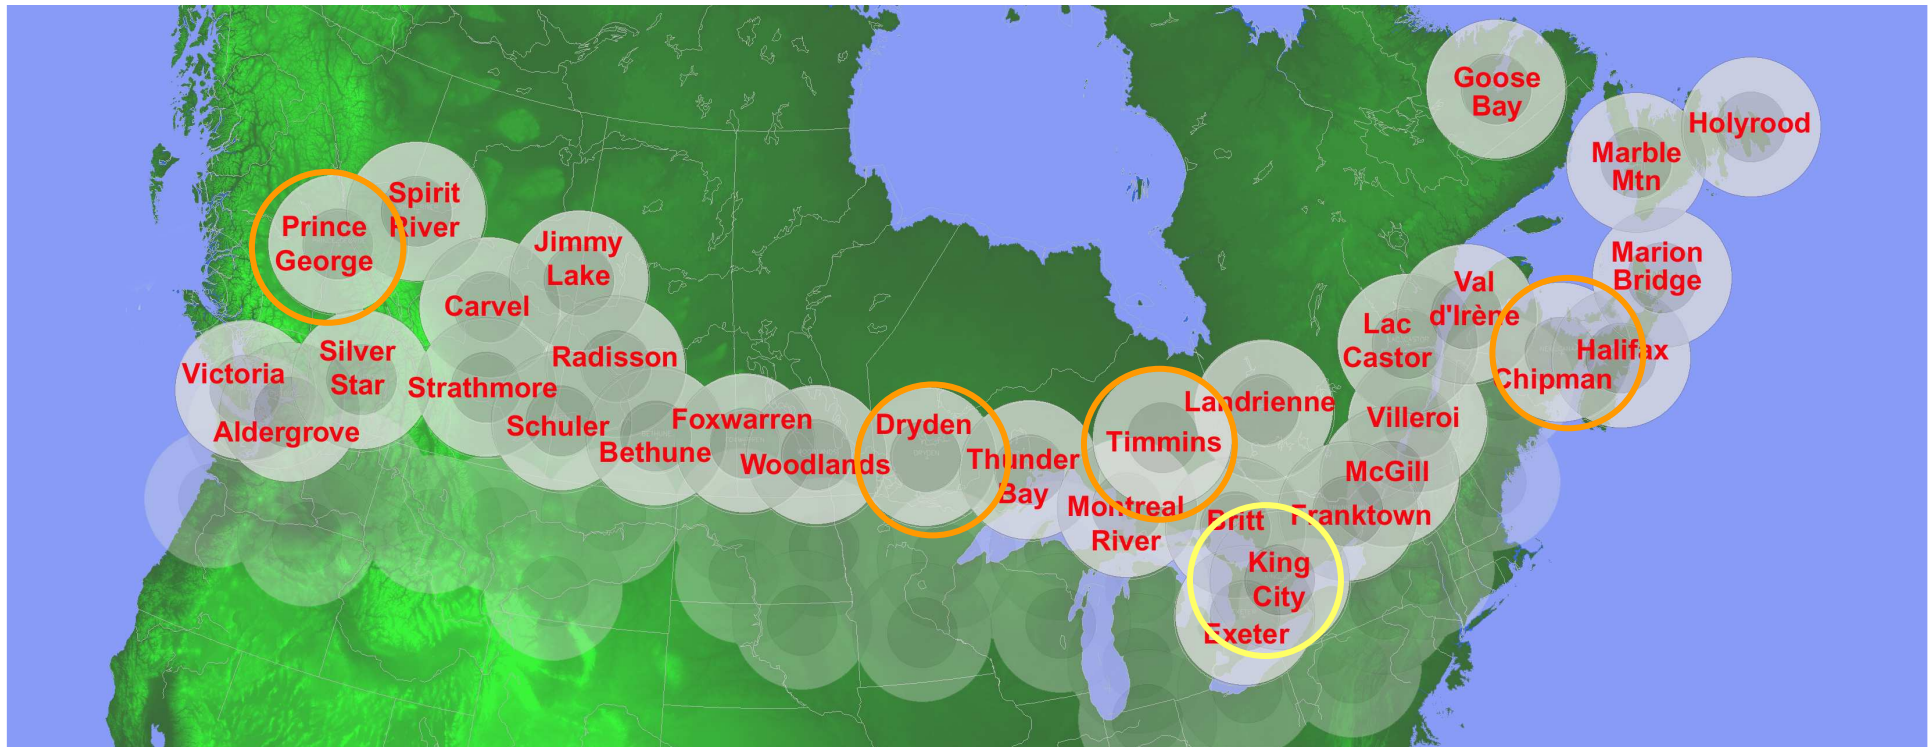 Goose
Bay
Holyrood
Marble
Mtn
Spirit
River
Prince
George
Jimmy
Lake
Marion
Bridge
Carvel
Val
d'Irène
Lac
Castor
Radisson
Silver
Star
Halifax
Victoria
Chipman
Strathmore
Landrienne
Villeroi
Foxwarren
Dryden
Schuler
Aldergrove
Timmins
Bethune
Woodlands
Thunder
Bay
McGill
Montreal
River
Britt
Franktown
King
City
Exeter